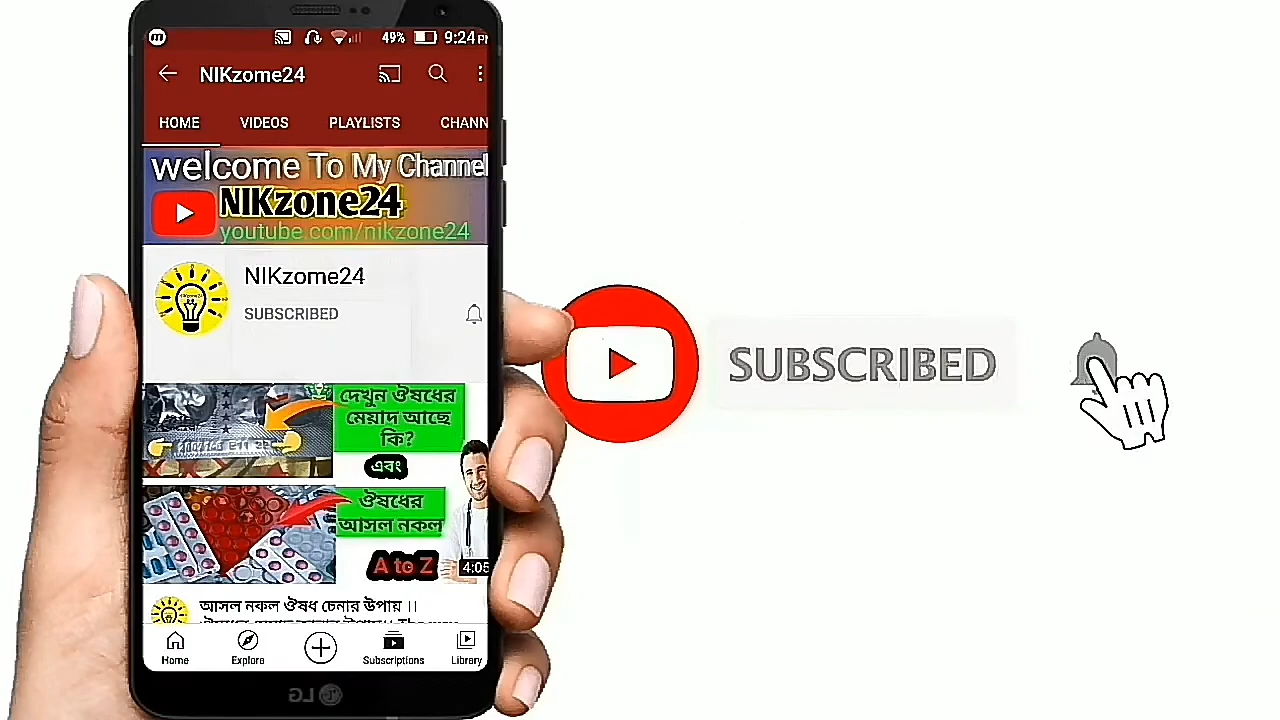 49% 9:24
NIKzome24
HOME VIDEOS PLAYLISTS CHANN
welcome To My Channel
NIKzone24
youtube.com/nikzone24
NIKzome24
SUBSCRIBED
দেখুন ঔষধের
মেয়াদ আছে
কি?
এবং
ঔষধের
আসল নকল
A to Z
4:05
আসল নকল ঔষধ চেনার উপায় ।।
Home Explore Subscriptions Library
LG
SUBSCRIBED